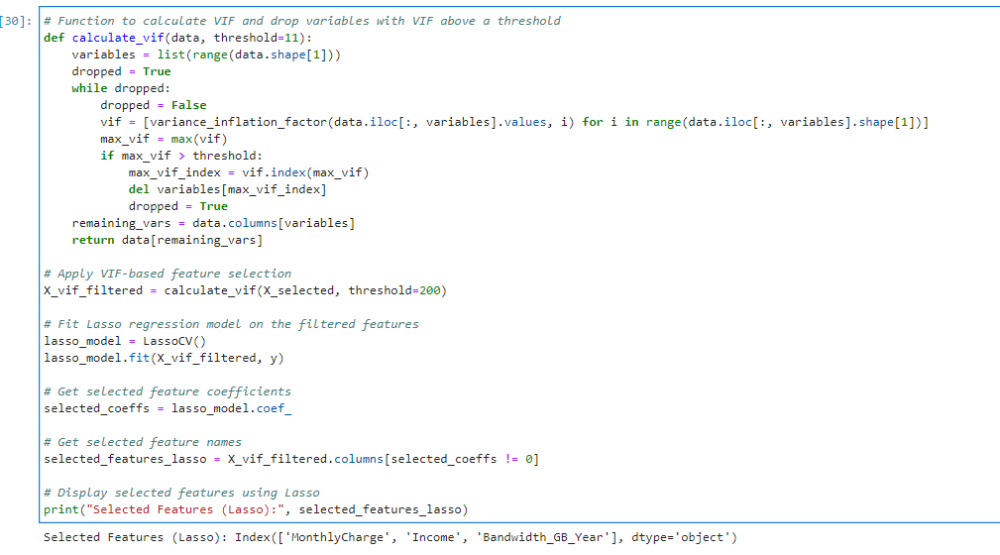 [30]: # Function to calculate VIF and drop variables with VIF above a threshold
def calculate_vif(data, threshold=11):
    variables = list(range(data.shape[1]))
    dropped = True
    while dropped:
        dropped = False
        vif = [variance_inflation_factor(data.iloc[:, variables].values, i) for i in range(data.iloc[:, variables].shape[1])]
        max_vif = max(vif)
        if max_vif > threshold:
            max_vif_index = vif.index(max_vif)
            del variables[max_vif_index]
            dropped = True
    remaining_vars = data.columns[variables]
    return data[remaining_vars]

# Apply VIF-based feature selection
X_vif_filtered = calculate_vif(X_selected, threshold=200)

# Fit Lasso regression model on the filtered features
lasso_model = LassoCV()
lasso_model.fit(X_vif_filtered, y)

# Get selected feature coefficients
selected_coeffs = lasso_model.coef_

# Get selected feature names
selected_features_lasso = X_vif_filtered.columns[selected_coeffs != 0]

# Display selected features using Lasso
print("Selected Features (Lasso):", selected_features_lasso)
Selected Features (Lasso): Index(['MonthlyCharge', 'Income', 'Bandwidth_GB_Year'], dtype='object')